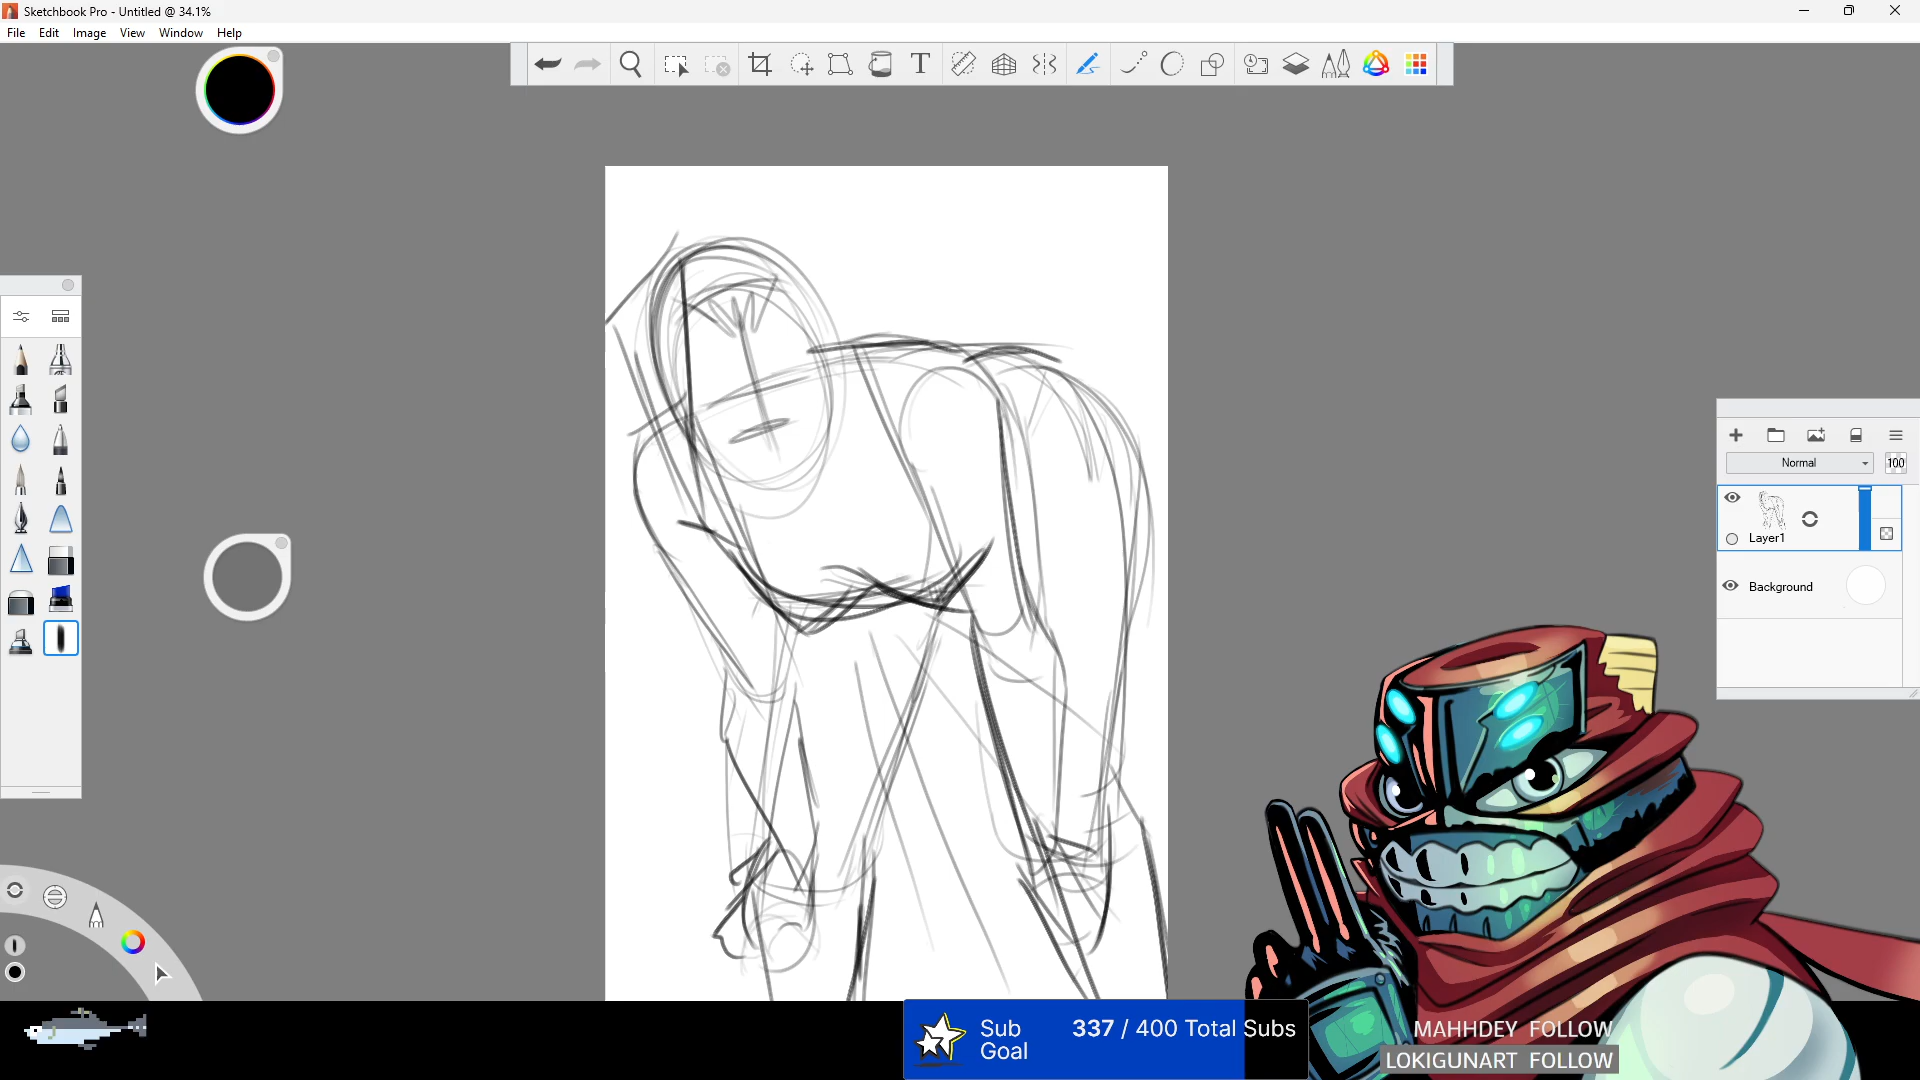 Sketchbook Pro - Untitled @ 34.1%
File Edit Image View Window Help
T
Normal
100
Layer1
Background
Sub Goal
337 / 400 Total Subs
MAHHDEY FOLLOW
LOKIGUNART FOLLOW